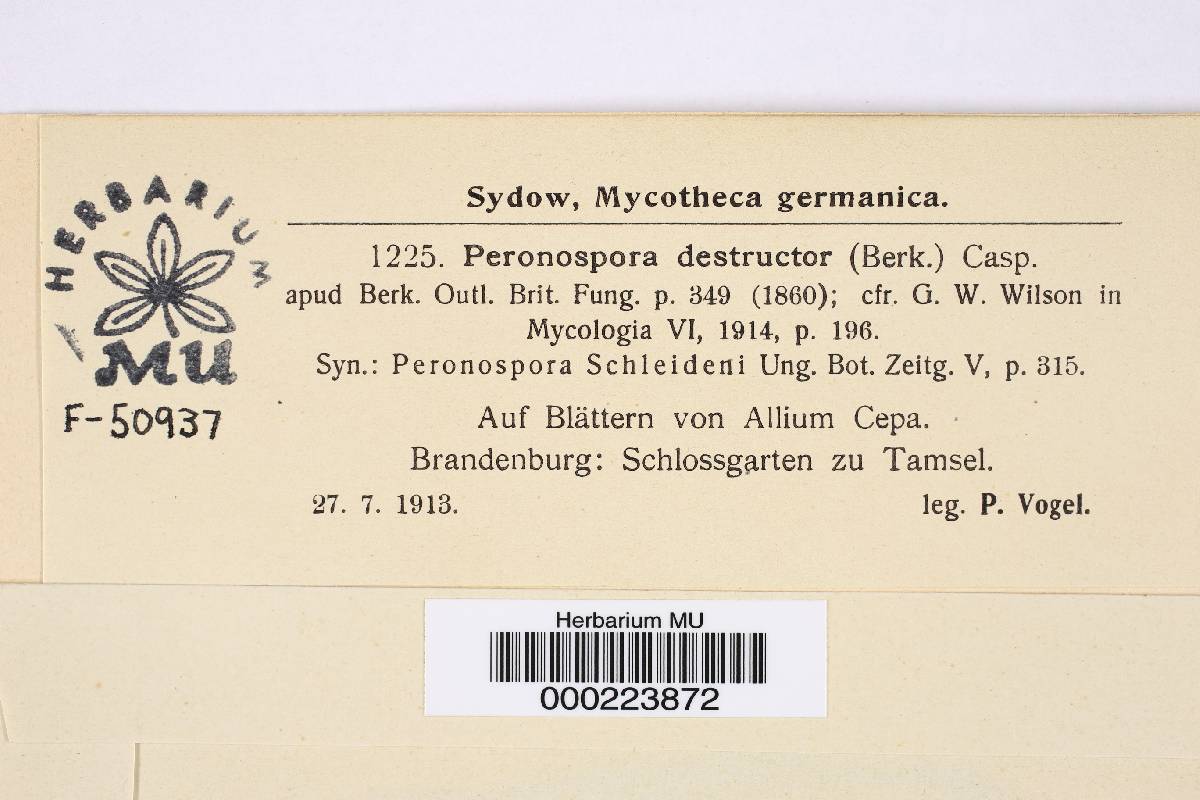 Sydow, Mycotheca germanica.
HERBARIUM
MU
F-50937
1225. Peronospora destructor (Berk.) Casp.
apud Berk. Outl. Brit. Fung. p. 349 (1860); cfr. G. W. Wilson in
Mycologia VI, 1914, p. 196.
Syn.: Peronospora Schleideni Ung. Bot. Zeitg. V, p. 315.
Auf Blättern von Allium Cepa.
Brandenburg: Schlossgarten zu Tamsel.
27. 7. 1913. leg. P. Vogel.
Herbarium MU
000223872